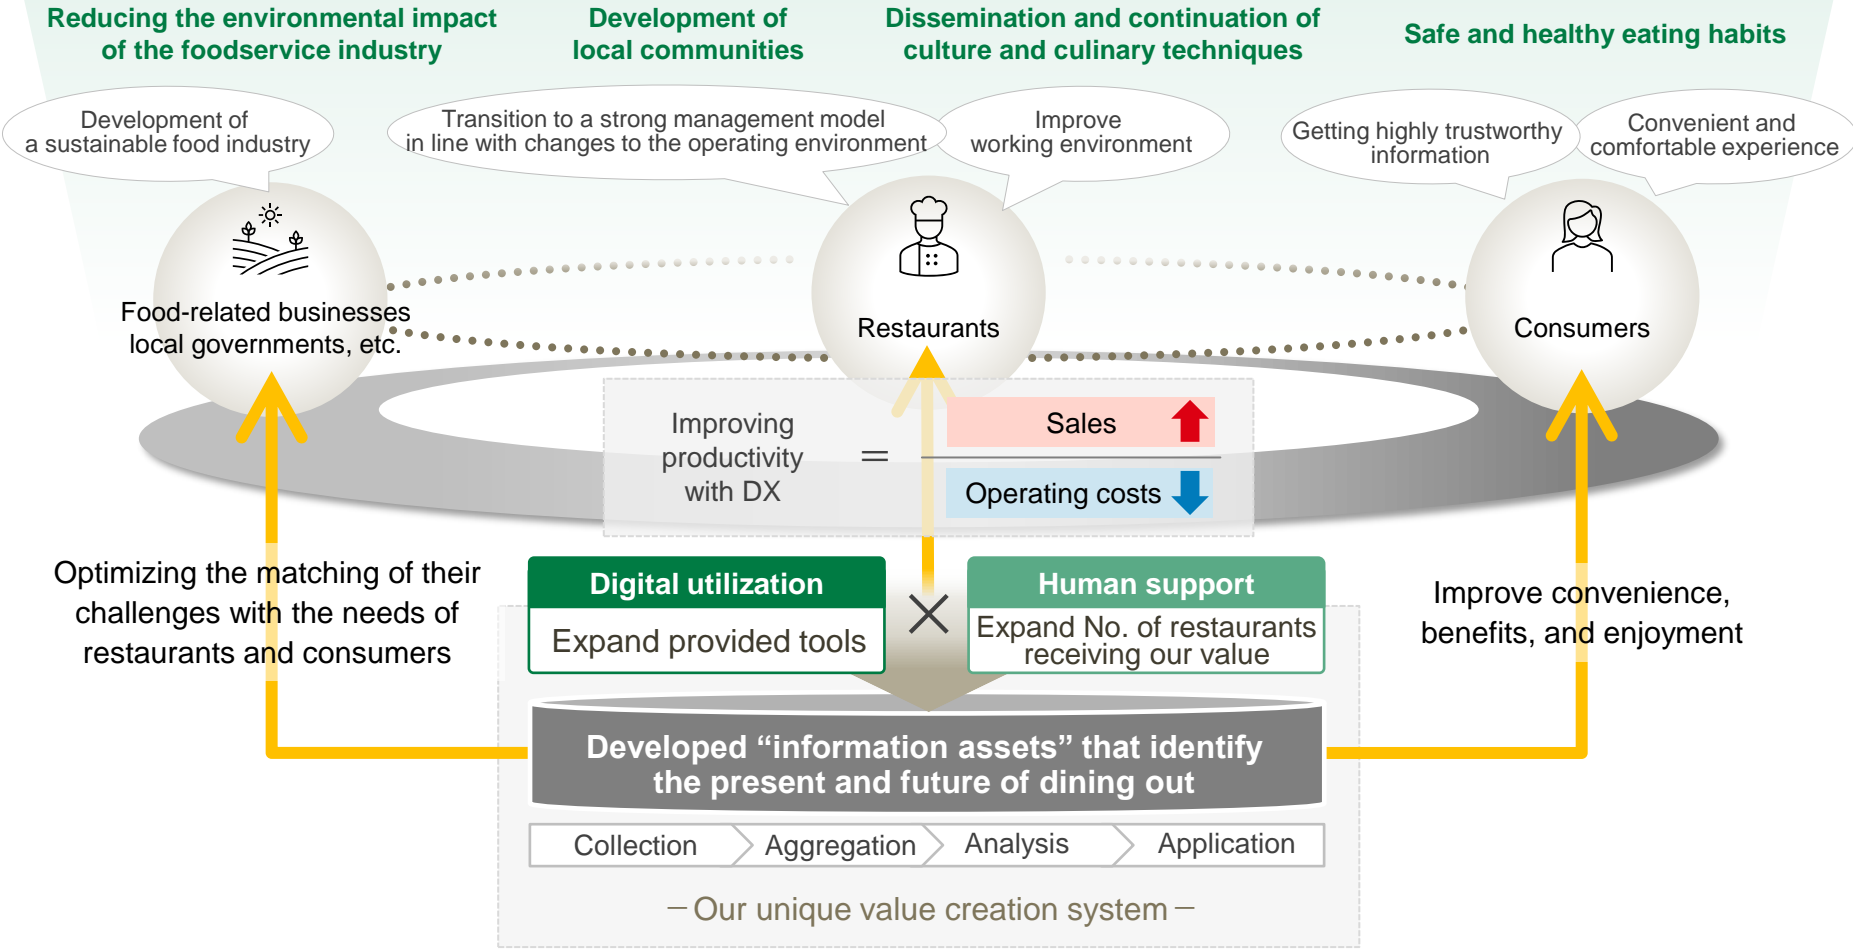 Reducing the environmental impact
of the foodservice industry
Development of
local communities
Dissemination and continuation of
culture and culinary techniques
Safe and healthy eating habits
Development of
a sustainable food industry
Transition to a strong management model
in line with changes to the operating environment
Improve
working environment
Getting highly trustworthy
information
Convenient and
comfortable experience
Food-related businesses
local governments, etc.
Restaurants
Consumers
Improving
productivity
with DX
=
Sales
Operating costs
Optimizing the matching of their
challenges with the needs of
restaurants and consumers
Digital utilization
Expand provided tools
×
Human support
Expand No. of restaurants
receiving our value
Improve convenience,
benefits, and enjoyment
Developed “information assets” that identify
the present and future of dining out
Collection
Aggregation
Analysis
Application
–Our unique value creation system–